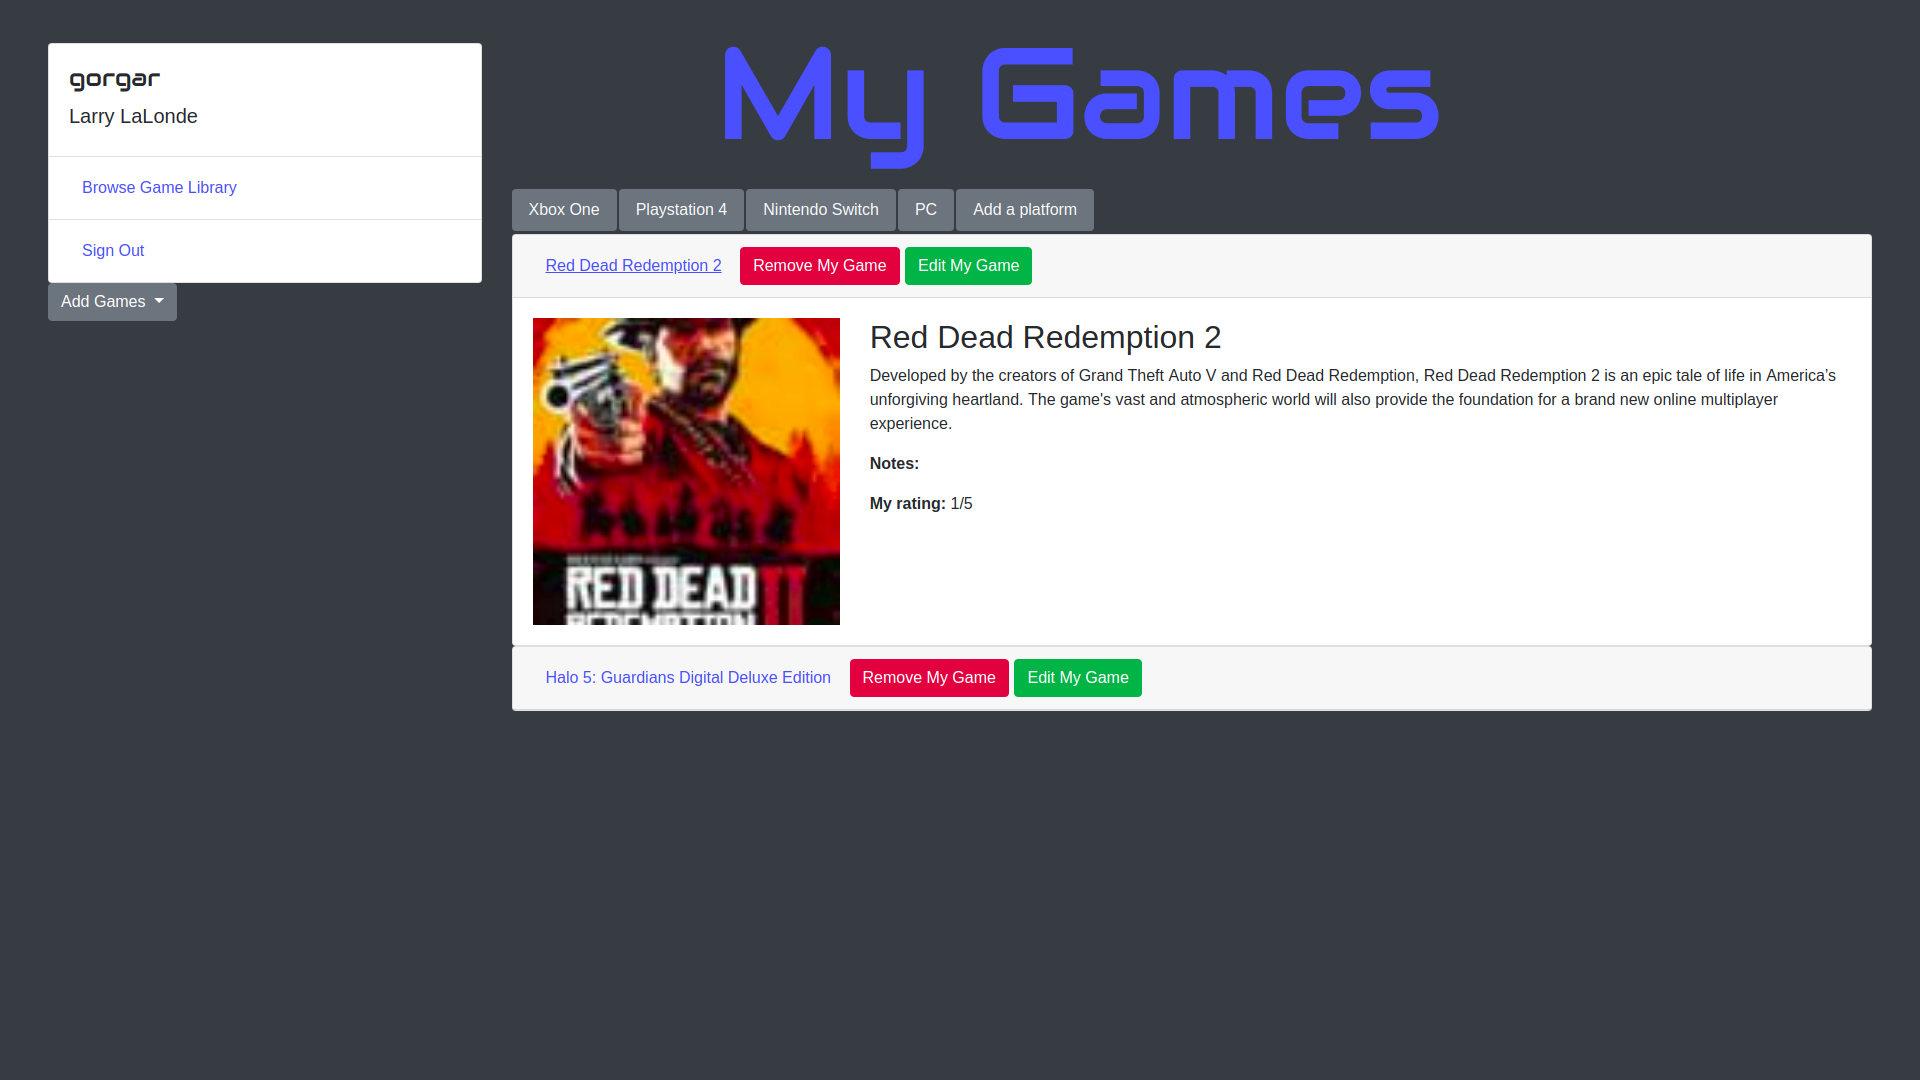 gorgar
Larry LaLonde
Browse Game Library
Sign Out
Add Games
My Games
Xbox One
Playstation 4
Nintendo Switch
PC
Add a platform
Red Dead Redemption 2
Remove My Game
Edit My Game
RED DEAD II
REDEMPTION
Red Dead Redemption 2
Developed by the creators of Grand Theft Auto V and Red Dead Redemption, Red Dead Redemption 2 is an epic tale of life in America’s
unforgiving heartland. The game's vast and atmospheric world will also provide the foundation for a brand new online multiplayer
experience.
Notes:
My rating: 1/5
Halo 5: Guardians Digital Deluxe Edition
Remove My Game
Edit My Game